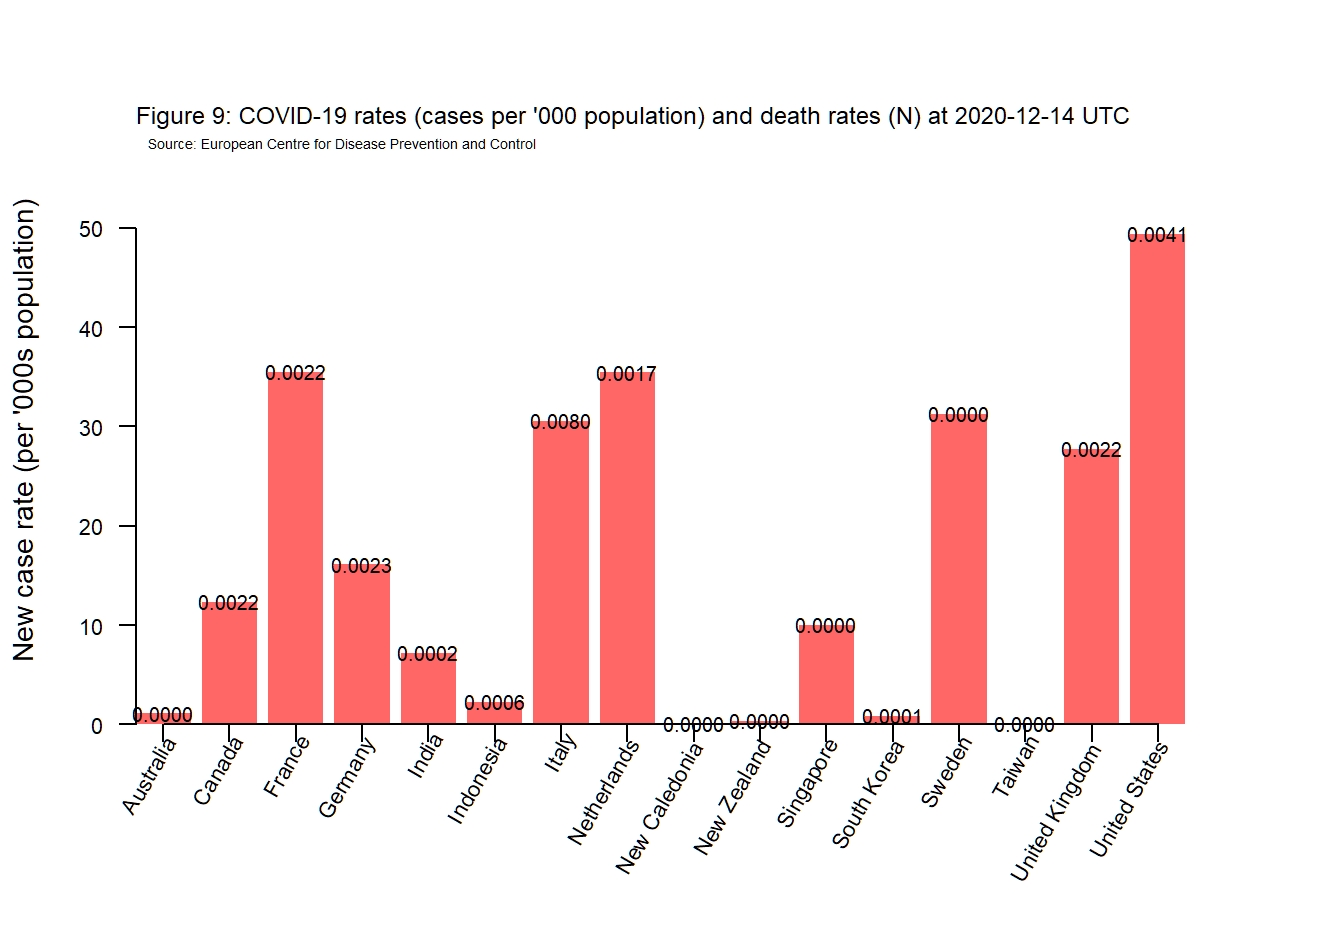 Figure 9: COVID-19 rates (cases per '000 population) and death rates (N) at 2020-12-14 UTC
Source: European Centre for Disease Prevention and Control
New case rate (per '000s population)
50
40
30
20
10
0
0.0000
0.0022
0.0022
0.0023
0.0002
0.0006
0.0080
0.0017
0.0000
0.0000
0.0000
0.0001
0.0000
0.0000
0.0022
0.0041
Australia
Canada
France
Germany
India
Indonesia
Italy
Netherlands
New Caledonia
New Zealand
Singapore
South Korea
Sweden
Taiwan
United Kingdom
United States